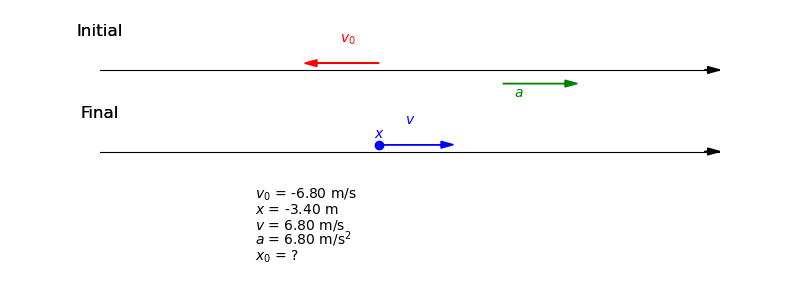 Initial
v₀
a
Final
v
x
v₀ = -6.80 m/s
x = -3.40 m
v = 6.80 m/s
a = 6.80 m/s²
x₀ = ?